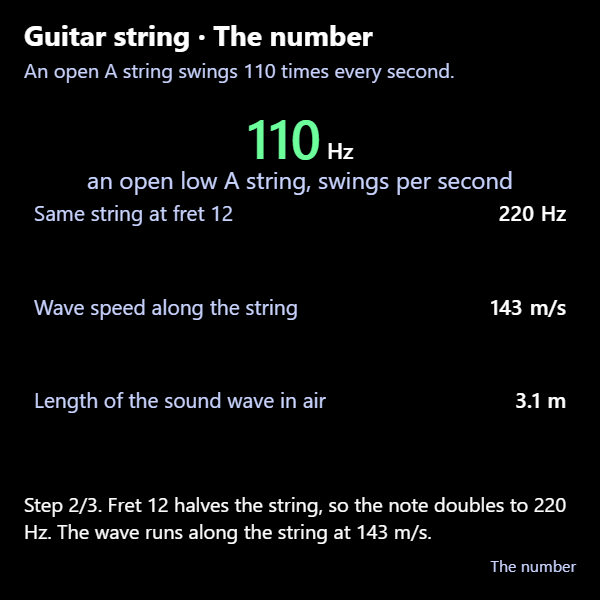 Guitar string · The number
An open A string swings 110 times every second.
110 Hz
an open low A string, swings per second
Same string at fret 12 220 Hz
Wave speed along the string 143 m/s
Length of the sound wave in air 3.1 m
Step 2/3. Fret 12 halves the string, so the note doubles to 220
Hz. The wave runs along the string at 143 m/s.
The number